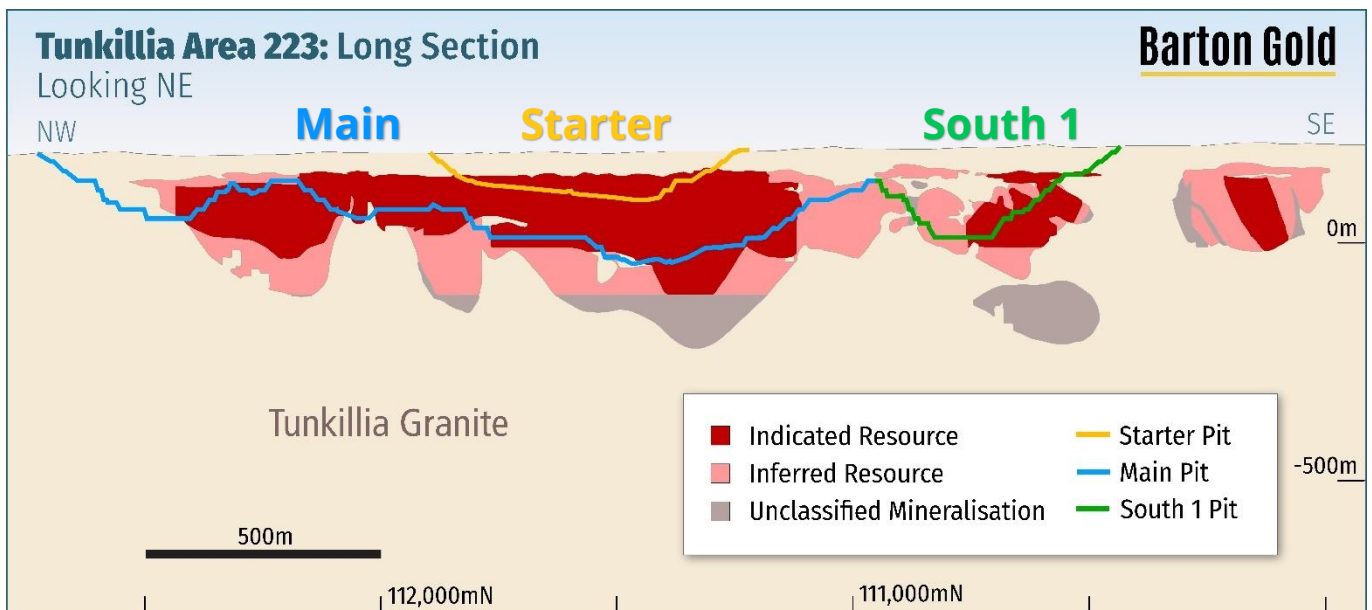 Tunkillia Area 223: Long Section
Looking NE
Barton Gold
NW
Main
Starter
South 1
SE
0m
Tunkillia Granite
-500m
Indicated Resource
Inferred Resource
Unclassified Mineralisation
Starter Pit
Main Pit
South 1 Pit
500m
112,000mN
111,000mN